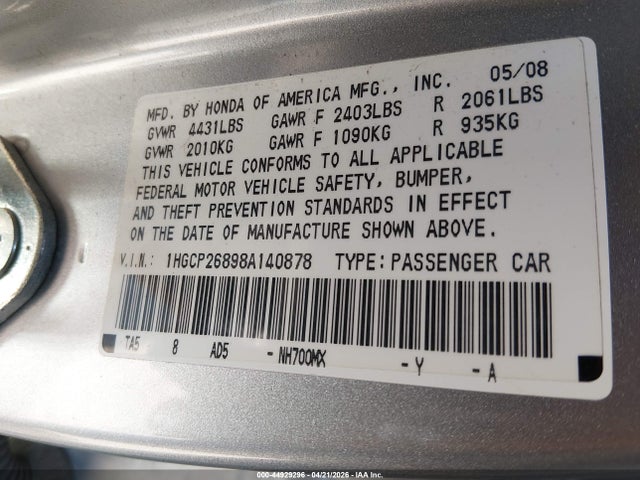 05/08
MFD. BY HONDA OF AMERICA MFG., INC.
GVWR 4431LBS GAWR F 2403LBS R 2061LBS
GVWR 2010KG GAWR F 1090KG R 935KG
THIS VEHICLE CONFORMS TO ALL APPLICABLE
FEDERAL MOTOR VEHICLE SAFETY, BUMPER,
AND THEFT PREVENTION STANDARDS IN EFFECT
ON THE DATE OF MANUFACTURE SHOWN ABOVE.
V.I.N.: 1HGCP26898A140878 TYPE: PASSENGER CAR
TA5 8 AD5 - NH700MX - Y - A
000-44929296 - 04/21/2026 - IAA Inc.